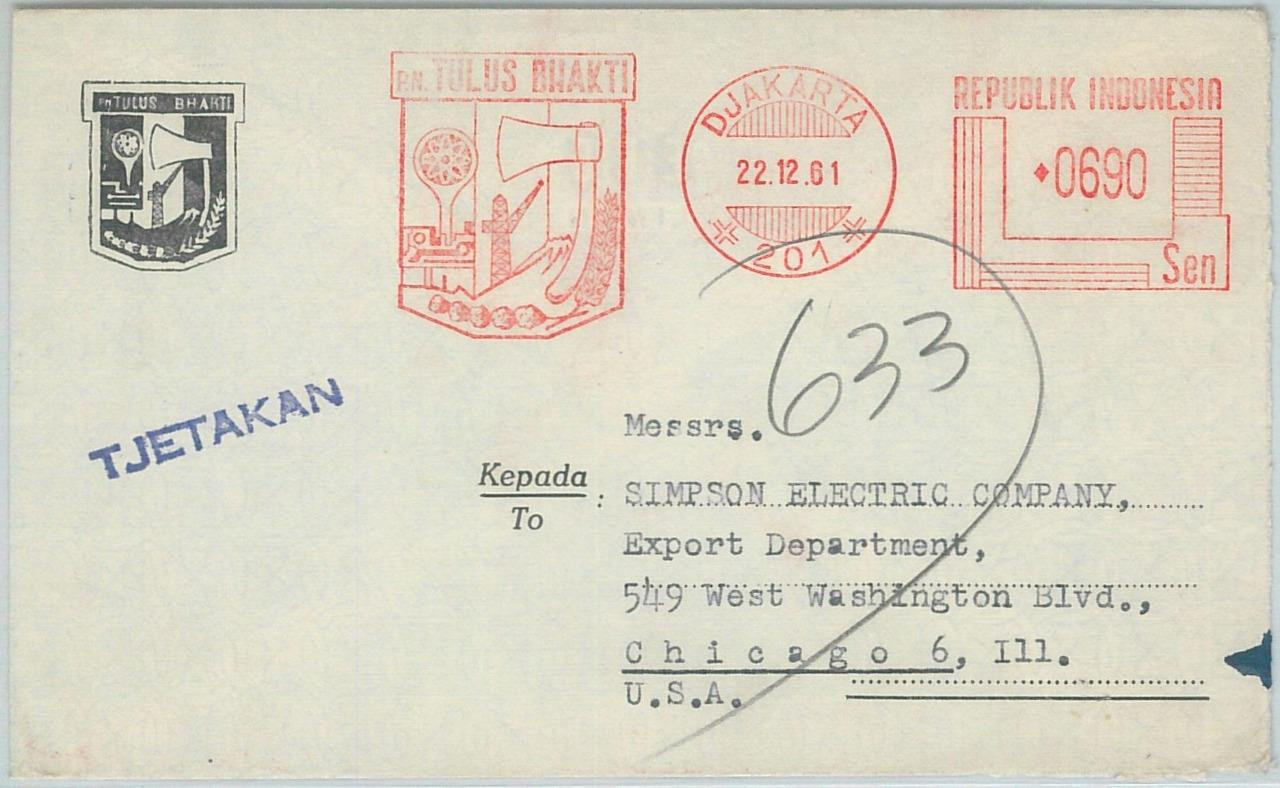 PN TULUS BHAKTI
P.N. TULUS BHAKTI
DJAKARTA
22.12.61
201
REPUBLIK INDONESIA
0690
Sen
633
TJETAKAN
Messrs.
Kepada
To :
SIMPSON ELECTRIC COMPANY,
Export Department,
549 West Washington Blvd.,
Chicago 6, Ill.
U.S.A.